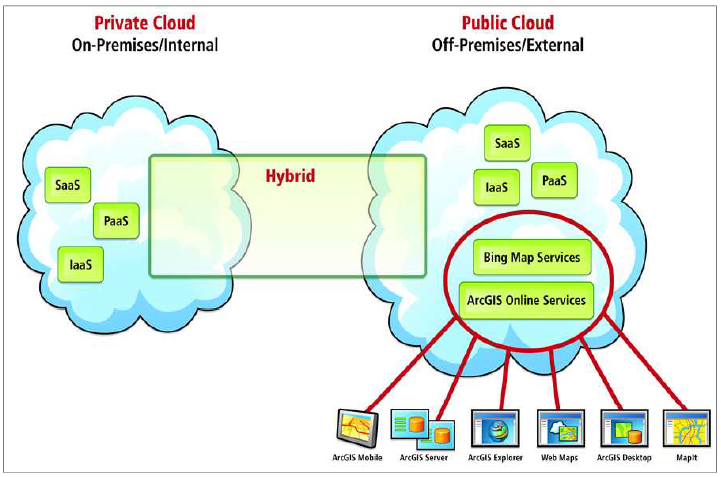 Private Cloud
On-Premises/Internal
Public Cloud
Off-Premises/External
Hybrid
SaaS
PaaS
IaaS
SaaS
IaaS
PaaS
Bing Map Services
ArcGIS Online Services
ArcGIS Mobile
ArcGIS Server
ArcGIS Explorer
Web Maps
ArcGIS Desktop
MapIt